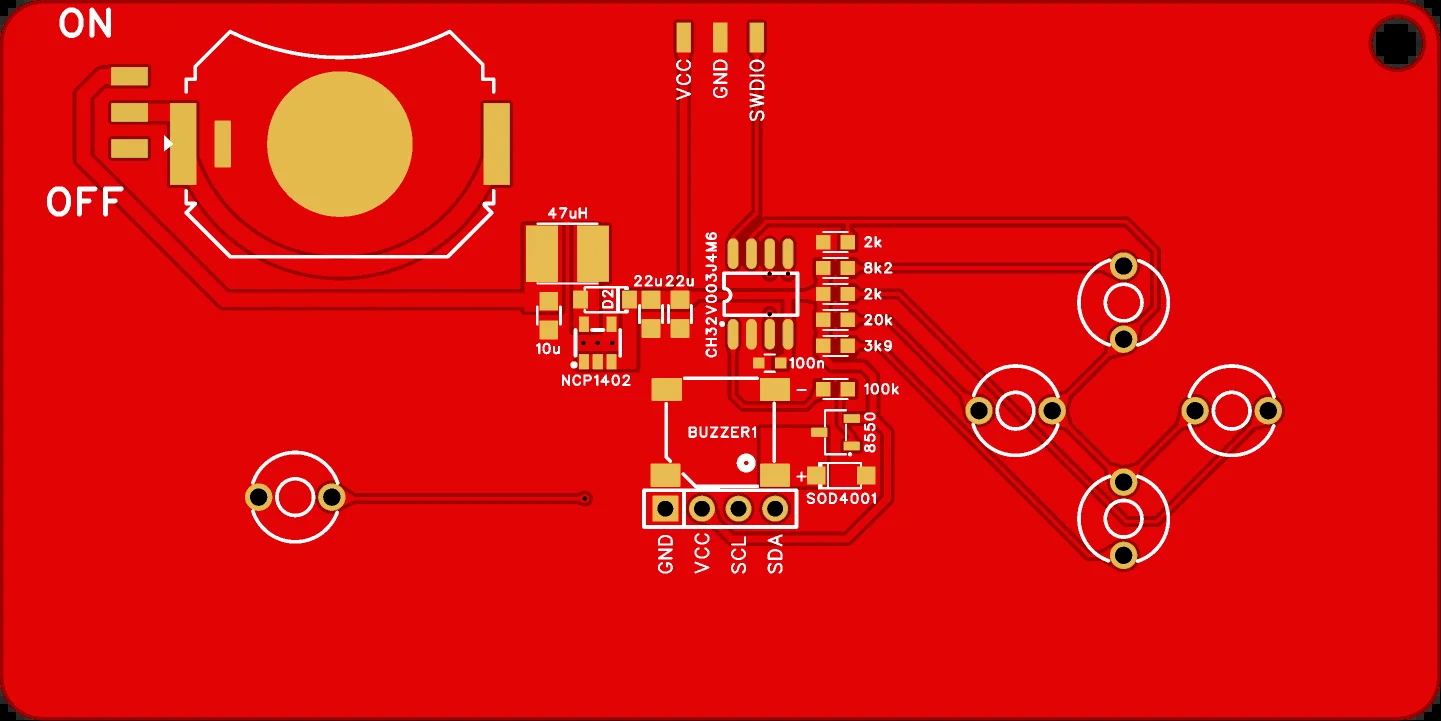 ON
OFF
VCC
GND
SWDIO
47uH
22u
22u
D2
10u
NCP1402
CH32V003J4M6
2k
8k2
2k
20k
3k9
100n
100k
-
BUZZER1
8550
+
SOD4001
GND
VCC
SCL
SDA